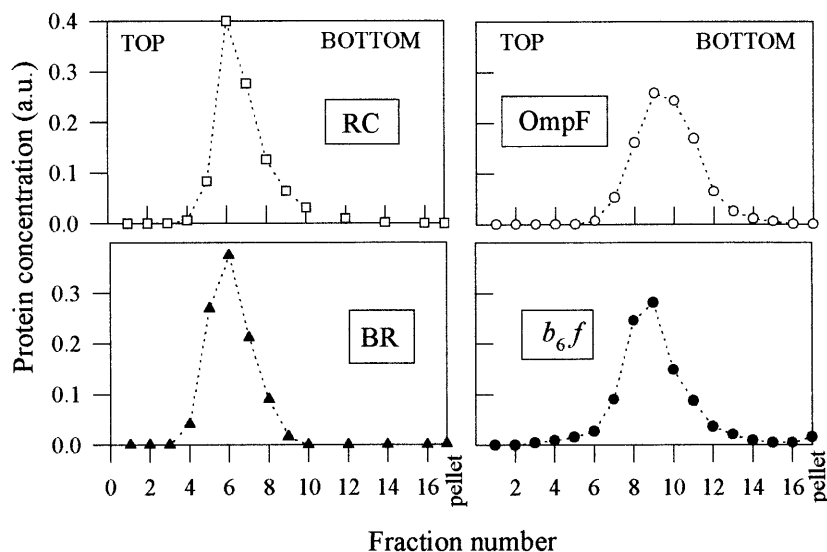 Protein concentration (a.u.)
0.4
0.3
0.2
0.1
0.0
TOP BOTTOM
RC
TOP BOTTOM
OmpF
0.3
0.2
0.1
0.0
BR
b₆f
0 2 4 6 8 10 12 14 16 pellet
2 4 6 8 10 12 14 16 pellet
Fraction number